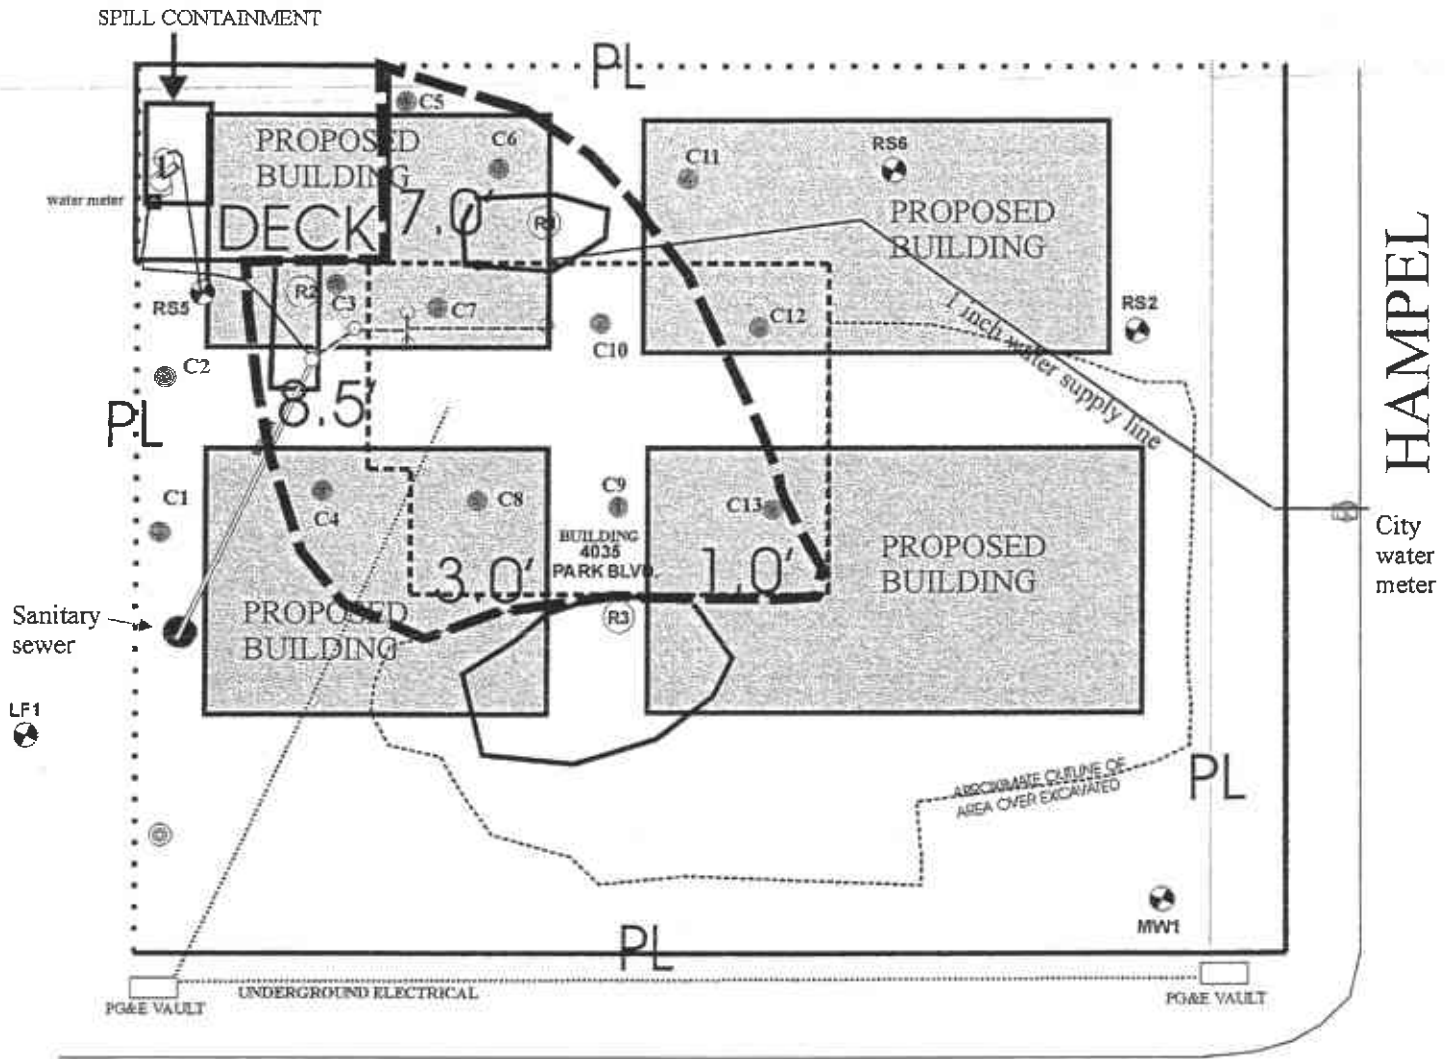 SPILL CONTAINMENT
PL
C5
PROPOSED
BUILDING
C6
C11
RS6
1
water meter
DECK
7.0'
R1
PROPOSED
BUILDING
HAMPEL
RS5
R2
C3
C7
C10
C12
RS2
1 inch water supply line
C2
PL
8.5'
C1
C4
C8
C9
C13
BUILDING
4035
PARK BLVD.
3.0'
1.0'
PROPOSED
BUILDING
City
water
meter
Sanitary
sewer
PROPOSED
BUILDING
R3
LF1
PL
APROXIMATE OUTLINE OF
AREA OVER EXCAVATED
MW1
PL
PG&E VAULT
UNDERGROUND ELECTRICAL
PG&E VAULT